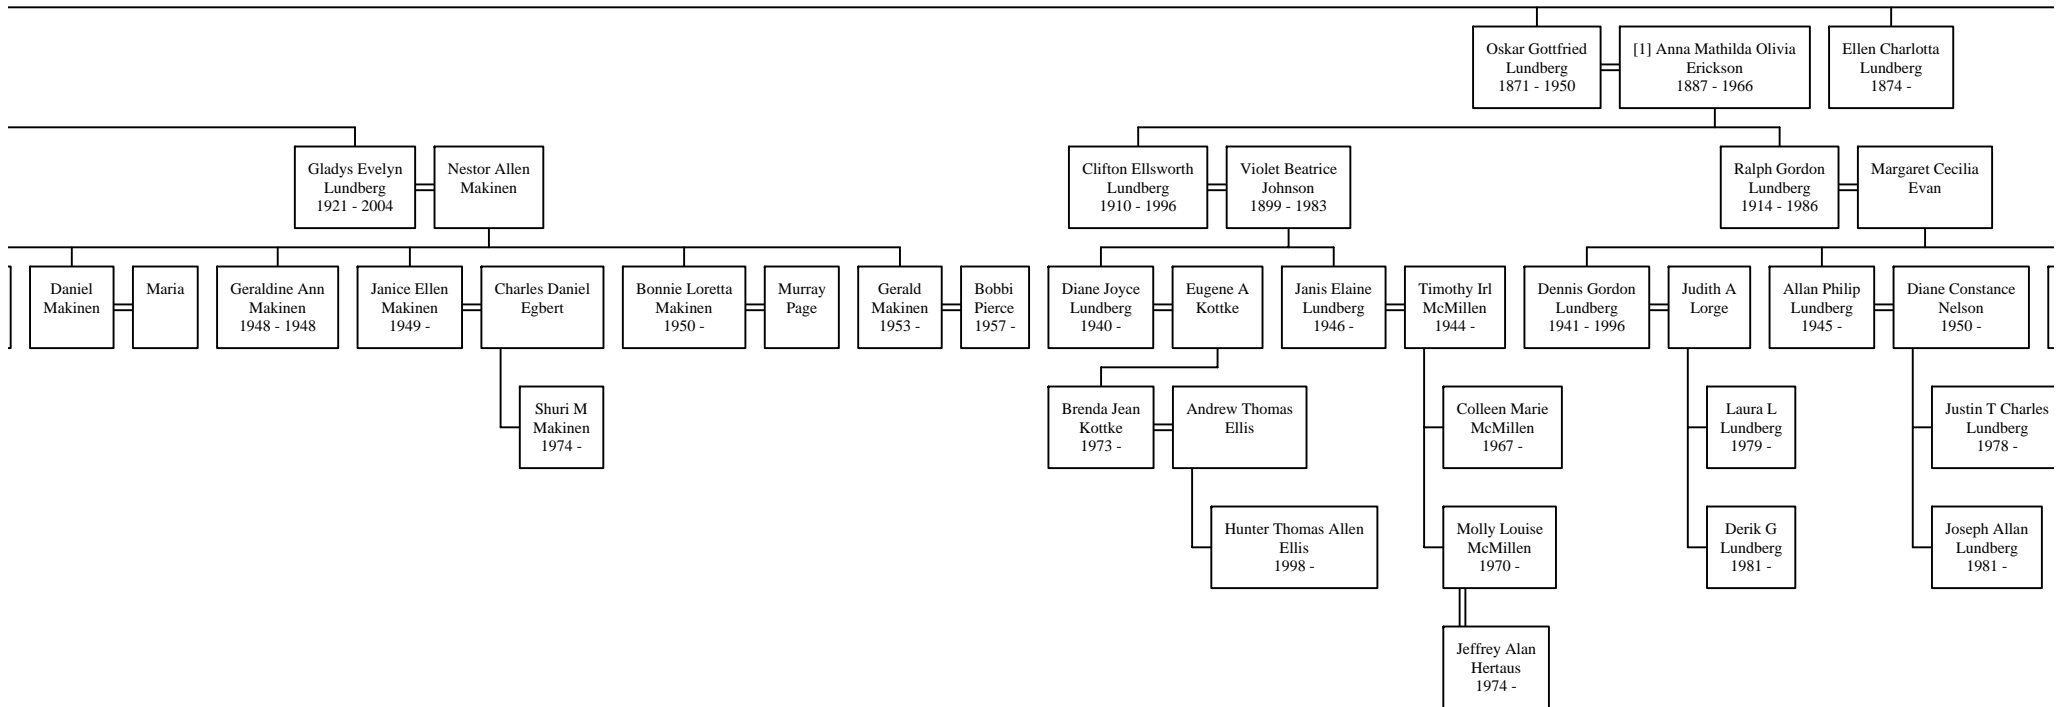 Oskar Gottfried
Lundberg
1871 - 1950
[1] Anna Mathilda Olivia
Erickson
1887 - 1966
Ellen Charlotta
Lundberg
1874 -
Gladys Evelyn
Lundberg
1921 - 2004
Nestor Allen
Makinen
Clifton Ellsworth
Lundberg
1910 - 1996
Violet Beatrice
Johnson
1899 - 1983
Ralph Gordon
Lundberg
1914 - 1986
Margaret Cecilia
Evan
Daniel
Makinen
Maria
Geraldine Ann
Makinen
1948 - 1948
Janice Ellen
Makinen
1949 -
Charles Daniel
Egbert
Bonnie Loretta
Makinen
1950 -
Murray
Page
Gerald
Makinen
1953 -
Bobbi
Pierce
1957 -
Diane Joyce
Lundberg
1940 -
Eugene A
Kottke
Janis Elaine
Lundberg
1946 -
Timothy Irl
McMillen
1944 -
Dennis Gordon
Lundberg
1941 - 1996
Judith A
Lorge
Allan Philip
Lundberg
1945 -
Diane Constance
Nelson
1950 -
Shuri M
Makinen
1974 -
Brenda Jean
Kottke
1973 -
Andrew Thomas
Ellis
Colleen Marie
McMillen
1967 -
Laura L
Lundberg
1979 -
Justin T Charles
Lundberg
1978 -
Hunter Thomas Allen
Ellis
1998 -
Molly Louise
McMillen
1970 -
Derik G
Lundberg
1981 -
Joseph Allan
Lundberg
1981 -
Jeffrey Alan
Hertaus
1974 -